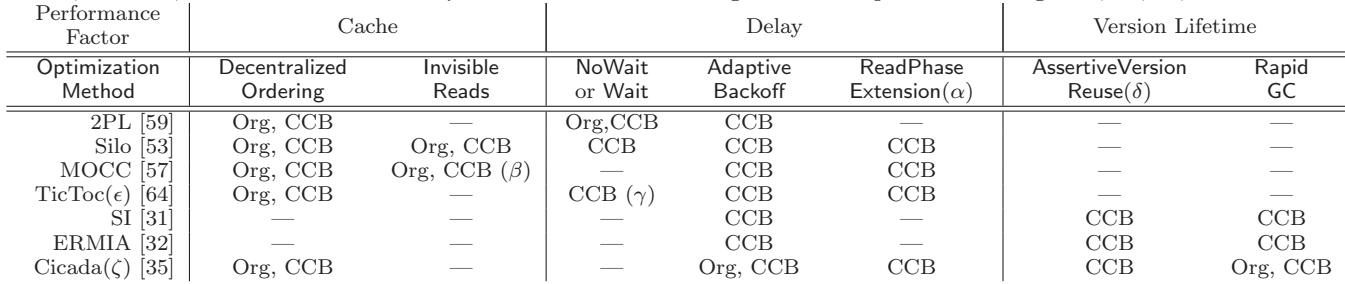 Performance Factor | Cache | Delay | Version Lifetime
Optimization Method | Decentralized Ordering | Invisible Reads | NoWait or Wait | Adaptive Backoff | ReadPhase Extension(α) | AssertiveVersion Reuse(δ) | Rapid GC
2PL [59] | Org, CCB | — | Org,CCB | CCB | — | — | —
Silo [53] | Org, CCB | Org, CCB | CCB | CCB | CCB | — | —
MOCC [57] | Org, CCB | Org, CCB (β) | — | CCB | CCB | — | —
TicToc(ϵ) [64] | Org, CCB | — | CCB (γ) | CCB | CCB | — | —
SI [31] | — | — | — | CCB | — | CCB | CCB
ERMIA [32] | — | — | — | CCB | — | CCB | CCB
Cicada(ζ) [35] | Org, CCB | — | — | Org, CCB | CCB | CCB | Org, CCB